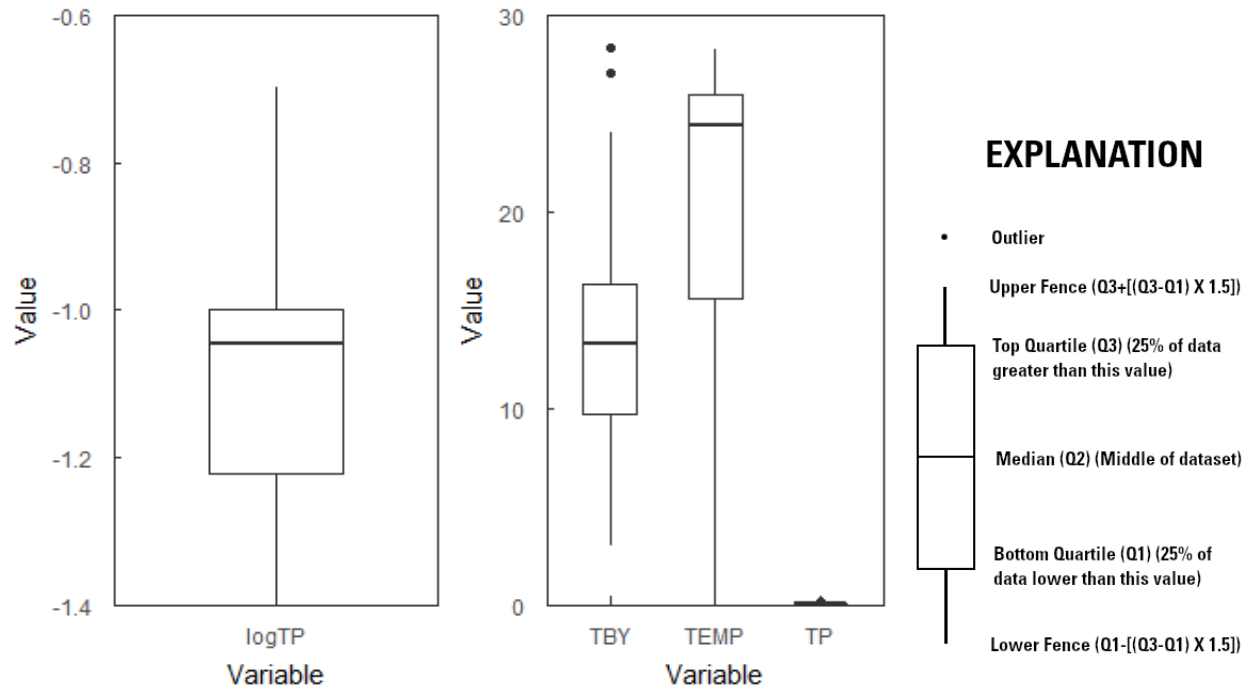 -0.6
-0.8
-1.0
-1.2
-1.4
Value
logTP
Variable
30
20
10
0
Value
TBY TEMP TP
Variable
EXPLANATION
Outlier
Upper Fence (Q3+[(Q3-Q1) X 1.5])
Top Quartile (Q3) (25% of data
greater than this value)
Median (Q2) (Middle of dataset)
Bottom Quartile (Q1) (25% of
data lower than this value)
Lower Fence (Q1-[(Q3-Q1) X 1.5])